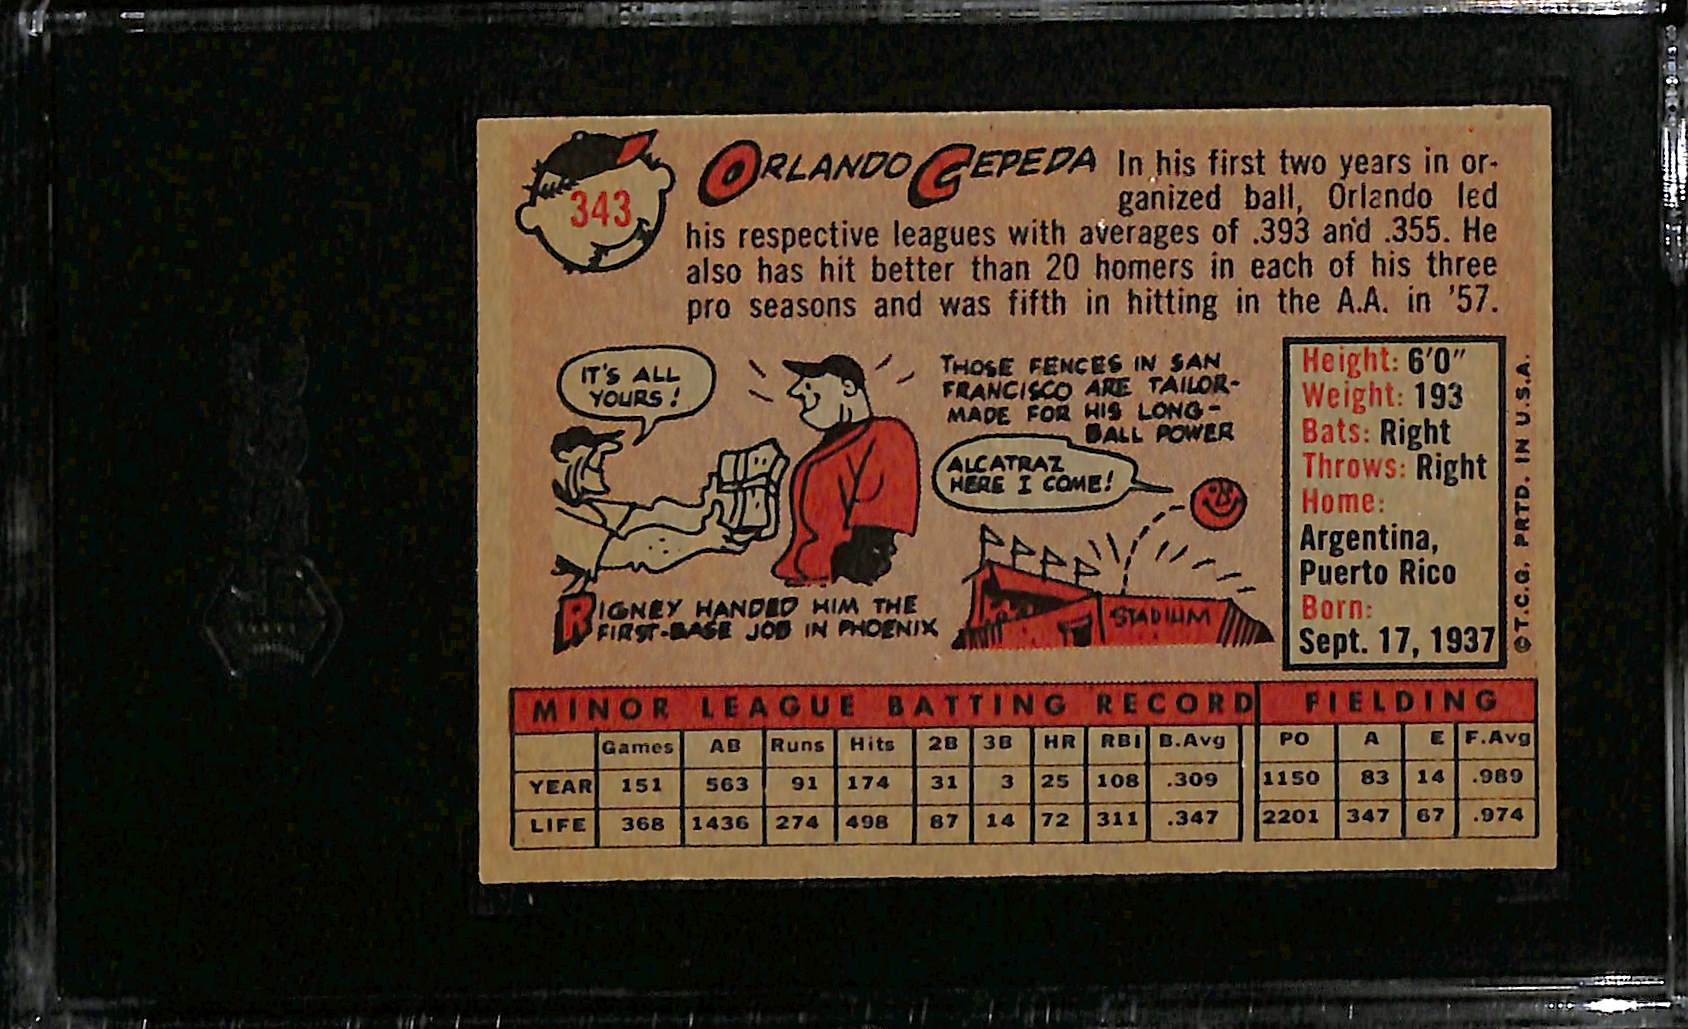 343
ORLANDO CEPEDA In his first two years in or-
ganized ball, Orlando led
his respective leagues with averages of .393 and .355. He
also has hit better than 20 homers in each of his three
pro seasons and was fifth in hitting in the A.A. in '57.
IT'S ALL
YOURS!
RIGNEY HANDED HIM THE
FIRST-BASE JOB IN PHOENIX
THOSE FENCES IN SAN
FRANCISCO ARE TAILOR-
MADE FOR HIS LONG-
BALL POWER
ALCATRAZ
HERE I COME!
STADIUM
Height: 6'0"
Weight: 193
Bats: Right
Throws: Right
Home:
Argentina,
Puerto Rico
Born:
Sept. 17, 1937
©T.C.G. PRTD. IN U.S.A.
MINOR LEAGUE BATTING RECORD FIELDING
Games AB Runs Hits 2B 3B HR RBI B.Avg PO A E F.Avg
YEAR 151 563 91 174 31 3 25 108 .309 1150 83 14 .989
LIFE 368 1436 274 498 87 14 72 311 .347 2201 347 67 .974